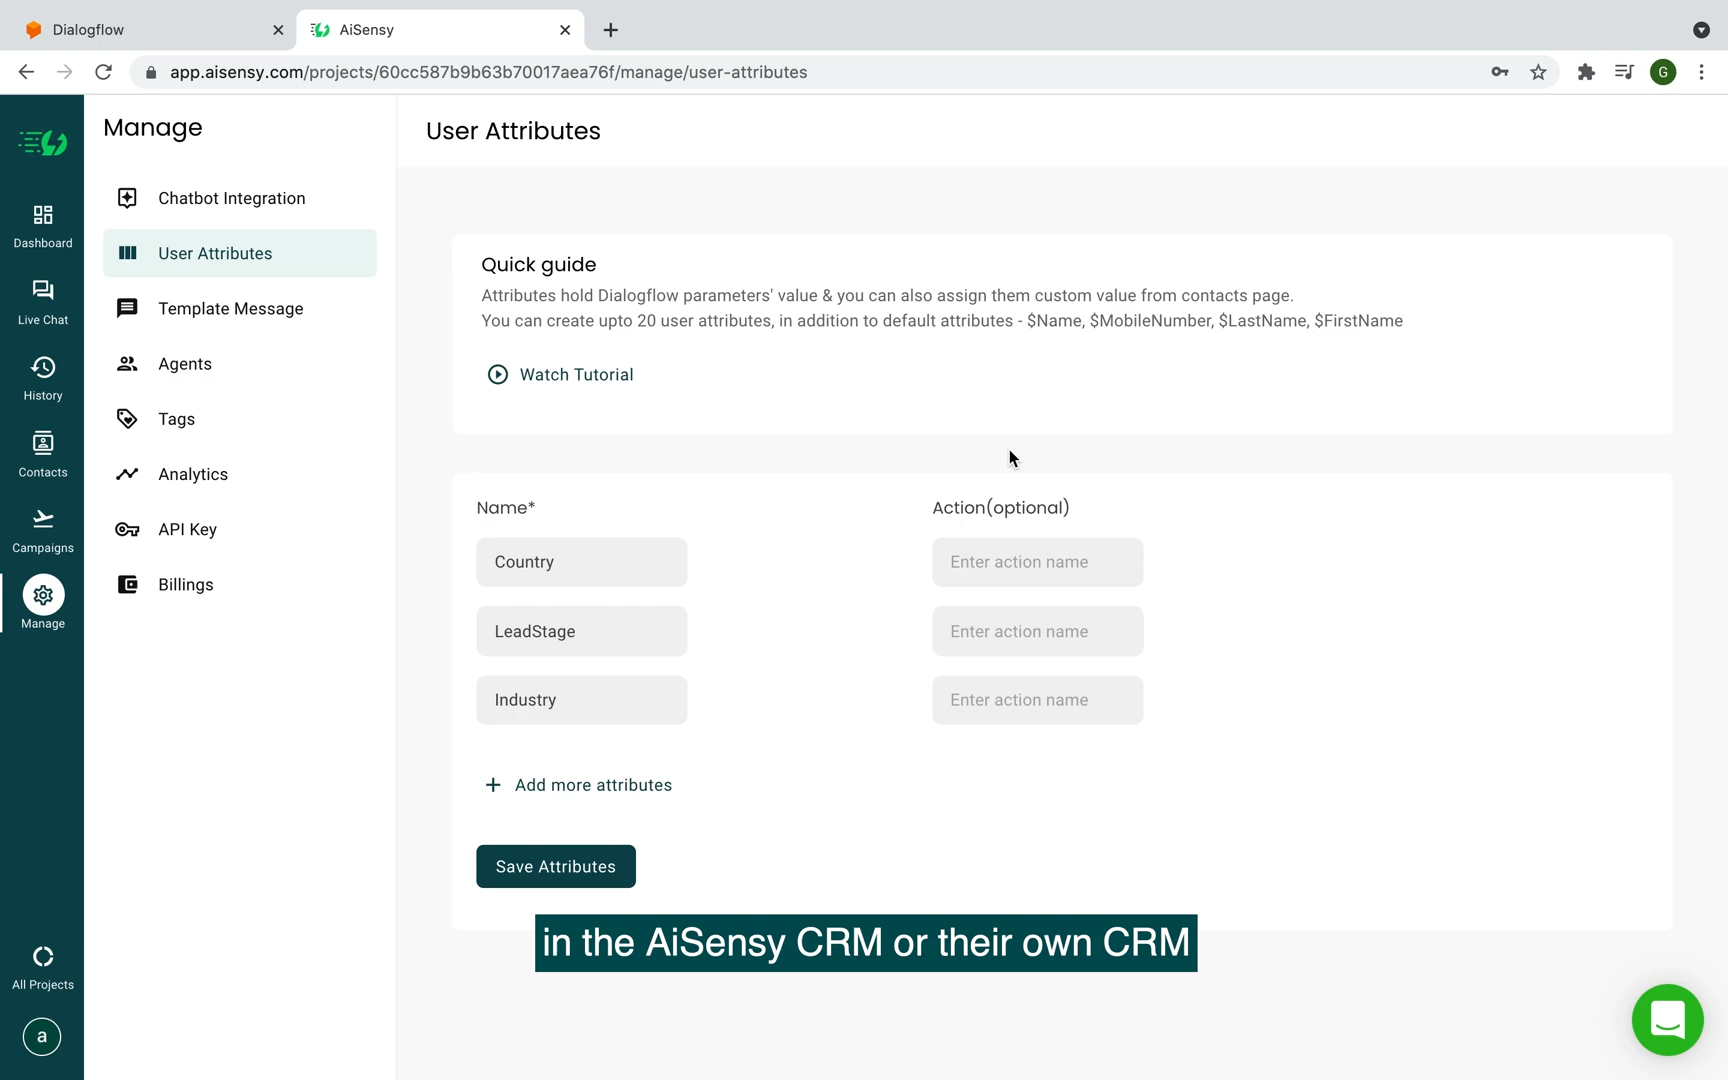 Dialogflow
AiSensy
app.aisensy.com/projects/60cc587b9b63b70017aea76f/manage/user-attributes
G
Manage
User Attributes
Dashboard
Live Chat
History
Contacts
Campaigns
Manage
All Projects
a
Chatbot Integration
User Attributes
Template Message
Agents
Tags
Analytics
API Key
Billings
Quick guide
Attributes hold Dialogflow parameters' value & you can also assign them custom value from contacts page.
You can create upto 20 user attributes, in addition to default attributes - $Name, $MobileNumber, $LastName, $FirstName
Watch Tutorial
Name*
Action(optional)
Country
Enter action name
LeadStage
Enter action name
Industry
Enter action name
Add more attributes
Save Attributes
in the AiSensy CRM or their own CRM